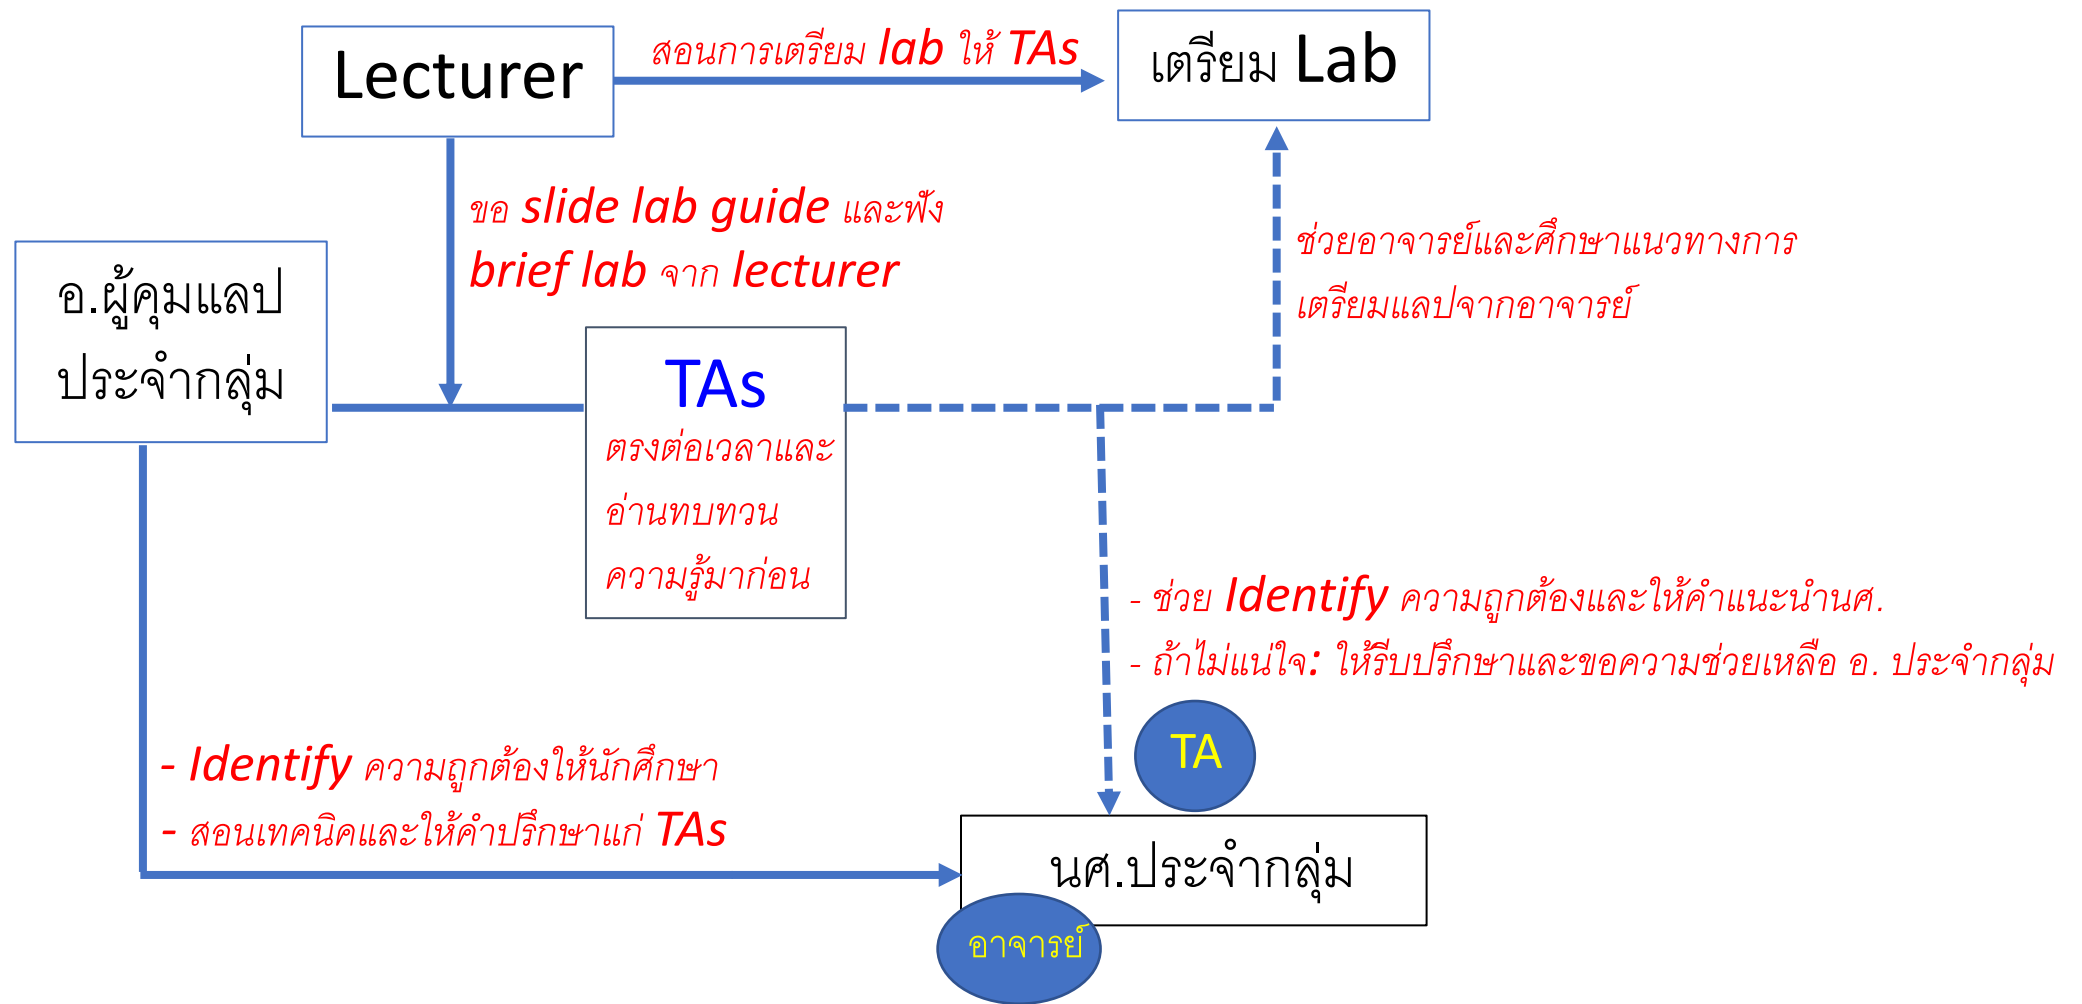 Lecturer
สอนการเตรียม lab ให้ TAs
เตรียม Lab
ขอ slide lab guide และฟัง
brief lab จาก lecturer
ช่วยอาจารย์และศึกษาแนวทางการ
เตรียมแลปจากอาจารย์
อ.ผู้คุมแลป
ประจำกลุ่ม
TAs
ตรงต่อเวลาและ
อ่านทบทวน
ความรู้มาก่อน
- ช่วย Identify ความถูกต้องและให้คำแนะนำนศ.
- ถ้าไม่แน่ใจ: ให้รีบปรึกษาและขอความช่วยเหลือ อ. ประจำกลุ่ม
TA
- Identify ความถูกต้องให้นักศึกษา
- สอนเทคนิคและให้คำปรึกษาแก่ TAs
นศ.ประจำกลุ่ม
อาจารย์